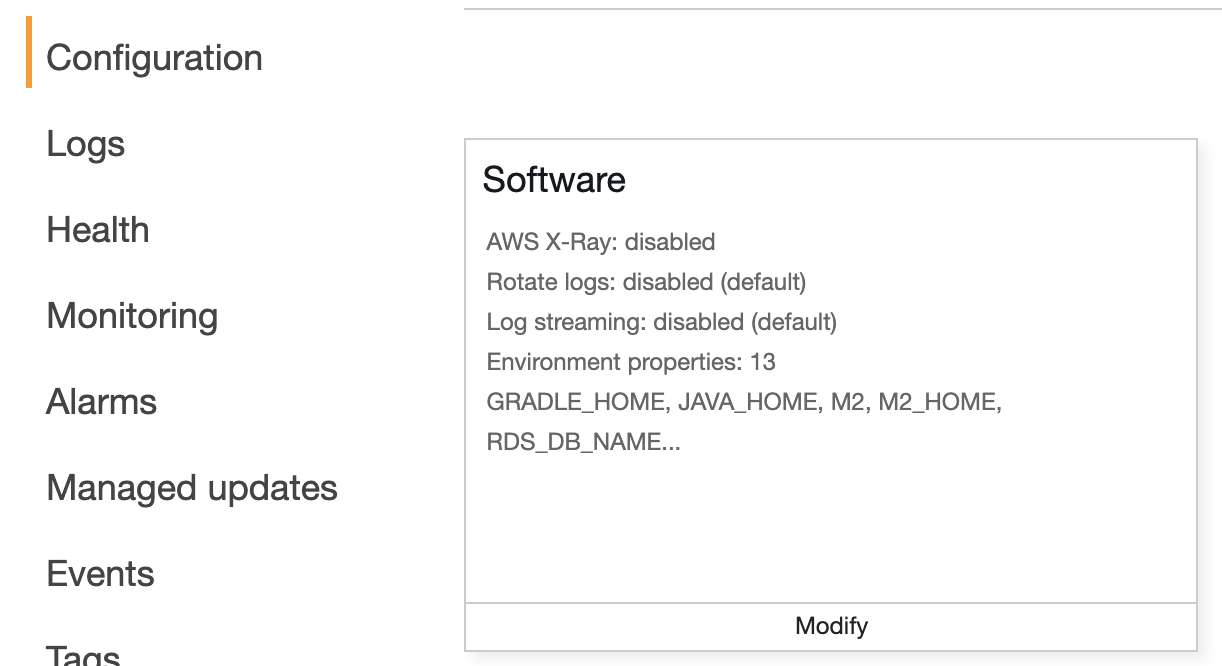 Configuration
Logs
Health
Monitoring
Alarms
Managed updates
Events
Tags
Software
AWS X-Ray: disabled
Rotate logs: disabled (default)
Log streaming: disabled (default)
Environment properties: 13
GRADLE_HOME, JAVA_HOME, M2, M2_HOME,
RDS_DB_NAME...
Modify